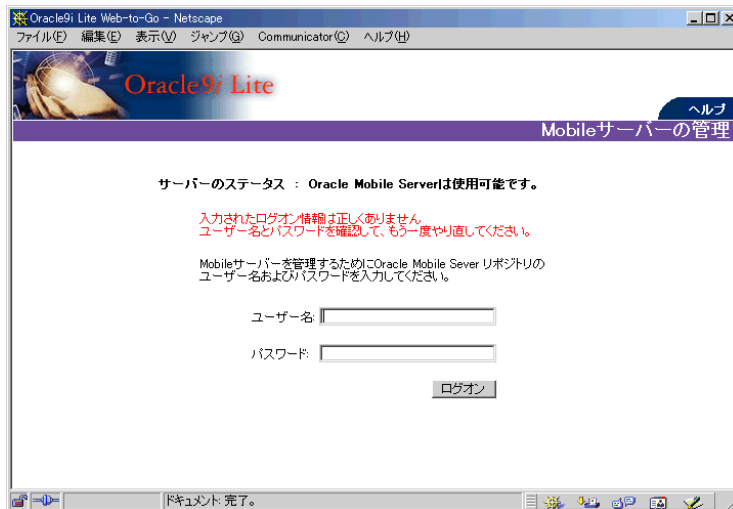 Oracle9i Lite Web-to-Go - Netscape
ファイル(F) 編集(E) 表示(V) ジャンプ(G) Communicator(C) ヘルプ(H)
Oracle9i Lite
ヘルプ
Mobileサーバーの管理
サーバーのステータス : Oracle Mobile Serverは使用可能です。
入力されたログオン情報は正しくありません
ユーザー名とパスワードを確認して、もう一度やり直してください。
Mobileサーバーを管理するためにOracle Mobile Sever リポジトリの
ユーザー名およびパスワードを入力してください。
ユーザー名:
パスワード:
ログオン
ドキュメント: 完了。